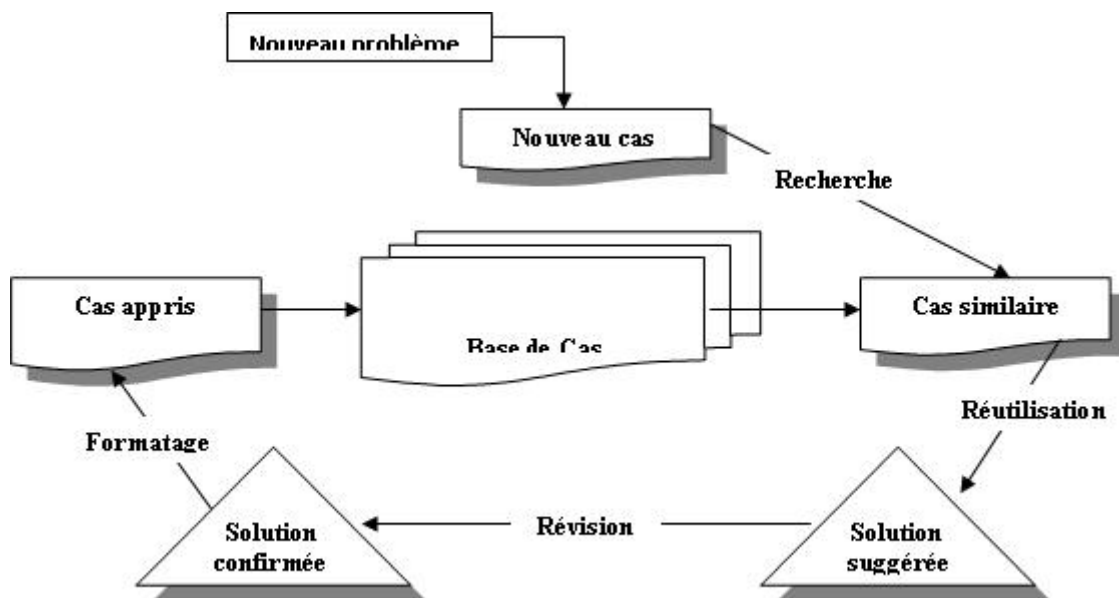 Nouveau problème
Nouveau cas
Recherche
Cas appris
Base de Cas
Cas similaire
Réutilisation
Formatage
Solution
confirmée
Révision
Solution
suggérée